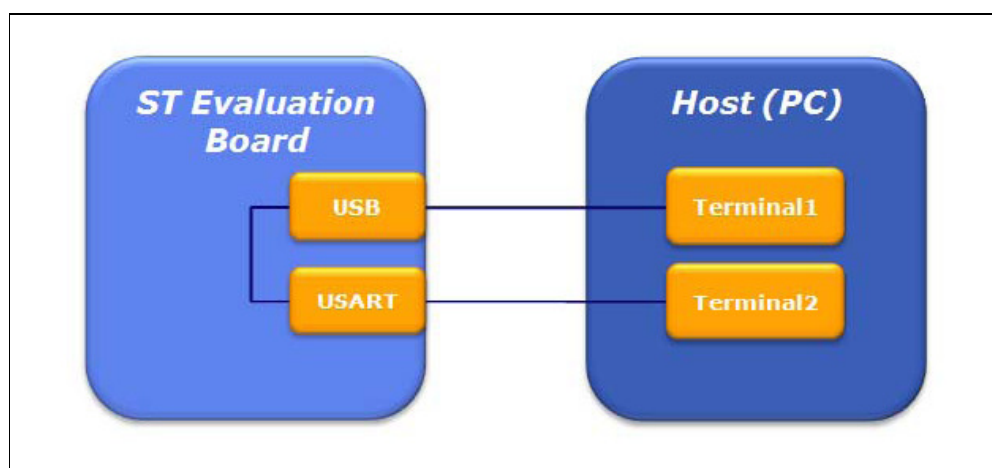 ST Evaluation
Board
Host (PC)
USB
Terminal1
USART
Terminal2